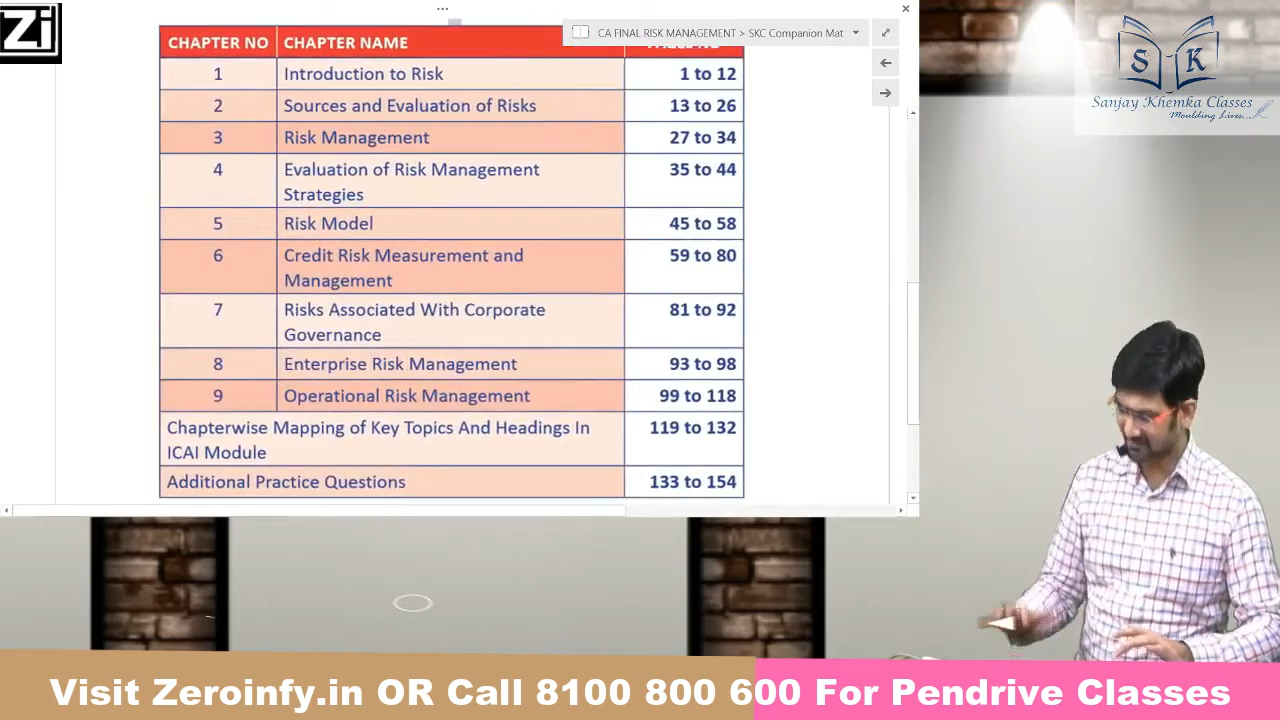 Zi
CA FINAL RISK MANAGEMENT > SKC Companion Mat
CHAPTER NO CHAPTER NAME
1 Introduction to Risk 1 to 12
2 Sources and Evaluation of Risks 13 to 26
3 Risk Management 27 to 34
4 Evaluation of Risk Management 35 to 44
Strategies
5 Risk Model 45 to 58
6 Credit Risk Measurement and 59 to 80
Management
7 Risks Associated With Corporate 81 to 92
Governance
8 Enterprise Risk Management 93 to 98
9 Operational Risk Management 99 to 118
Chapterwise Mapping of Key Topics And Headings In 119 to 132
ICAI Module
Additional Practice Questions 133 to 154
S K
Sanjay Khemka Classes
Moulding Lives...
Visit Zeroinfy.in OR Call 8100 800 600 For Pendrive Classes